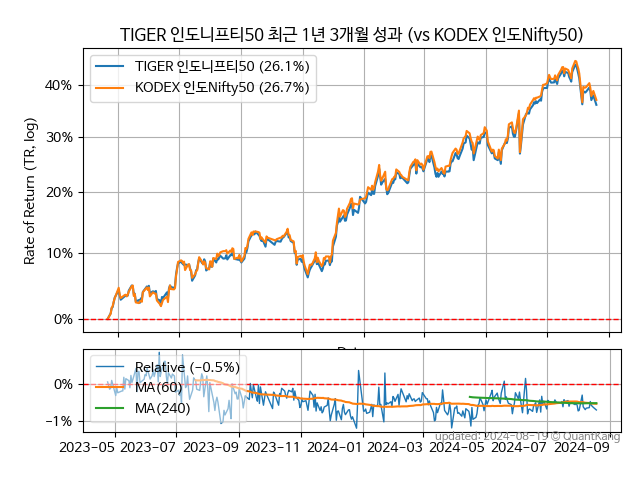 TIGER 인도니프티50 최근 1년 3개월 성과 (vs KODEX 인도Nifty50)
Rate of Return (TR, log)
40%
30%
20%
10%
0%
TIGER 인도니프티50 (26.1%)
KODEX 인도Nifty50 (26.7%)
0%
−1%
Relative (−0.5%)
MA(60)
MA(240)
2023−05 2023−07 2023−09 2023−11 2024−01 2024−03 2024−05 2024−07 2024−09
updated: 2024−08−19 © QuantKang